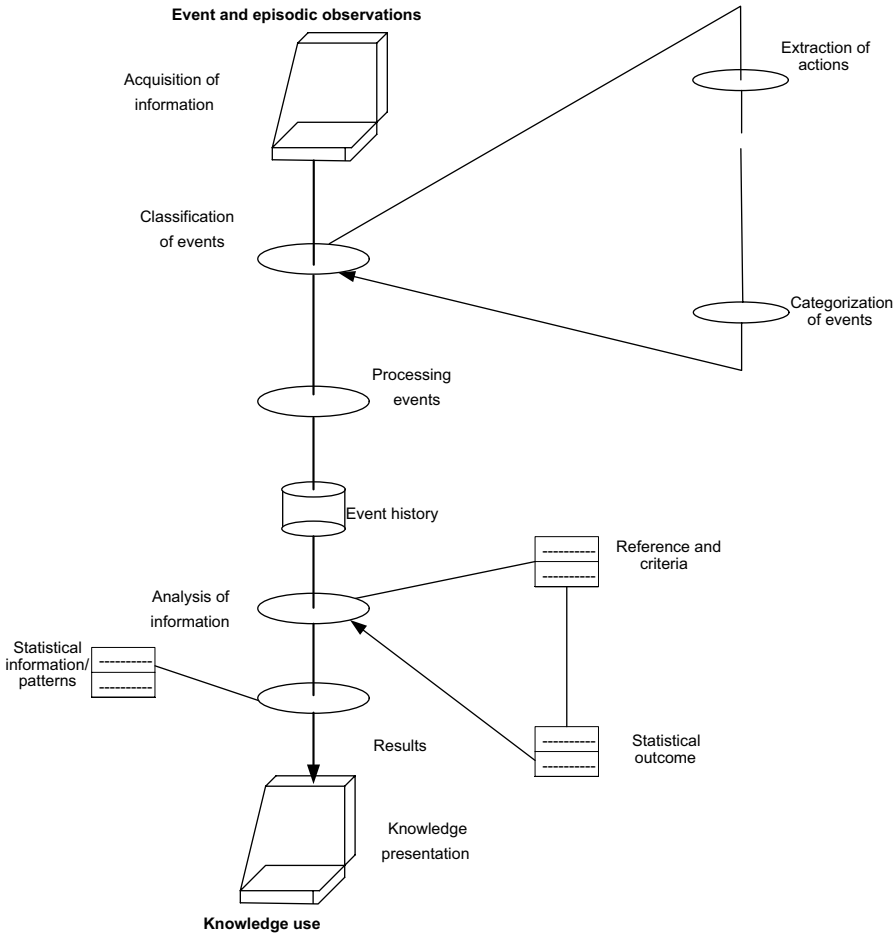 Event and episodic observations
Acquisition of
information
Extraction of
actions
Classification
of events
Categorization
of events
Processing
events
Event history
Reference and
criteria
Analysis of
information
Statistical
information/
patterns
Statistical
outcome
Results
Knowledge
presentation
Knowledge use